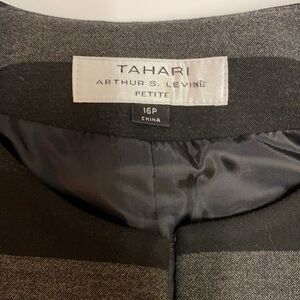 TAHARI
ARTHUR S. LEVINE
PETITE
16P
CHINA